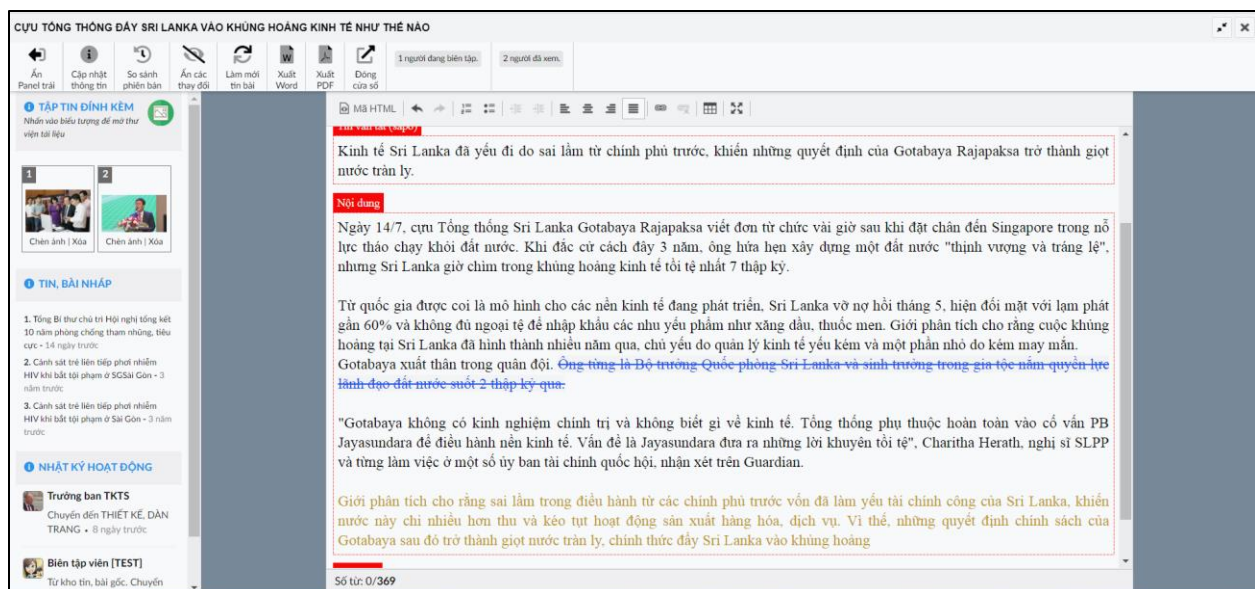 CỰU TỔNG THỐNG ĐẨY SRI LANKA VÀO KHỦNG HOẢNG KINH TẾ NHƯ THẾ NÀO
Ẩn
Panel trái
Cập nhật
thông tin
So sánh
phiên bản
Ẩn các
thay đổi
Làm mới
tin bài
Xuất
Word
Xuất
PDF
Đóng
cửa sổ
1 người đang biên tập.
2 người đã xem.
TẬP TIN ĐÍNH KÈM
Nhấn vào biểu tượng để mở thư
viện tài liệu
1
2
Chèn ảnh | Xóa
Chèn ảnh | Xóa
TIN, BÀI NHÁP
1. Tổng Bí thư chủ trì Hội nghị tổng kết
10 năm phòng chống tham nhũng, tiêu
cực - 14 ngày trước
2. Cảnh sát trẻ liên tiếp phơi nhiễm
HIV khi bắt tội phạm ở SGSài Gòn - 3
năm trước
3. Cảnh sát trẻ liên tiếp phơi nhiễm
HIV khi bắt tội phạm ở Sài Gòn - 3 năm
trước
NHẬT KÝ HOẠT ĐỘNG
Trưởng ban TKTS
Chuyển đến THIẾT KẾ, DÀN
TRANG • 8 ngày trước
Biên tập viên [TEST]
Từ kho tin, bài gốc. Chuyển
Mã HTML
Tin vắn tắt (sapo)
Kinh tế Sri Lanka đã yếu đi do sai lầm từ chính phủ trước, khiến những quyết định của Gotabaya Rajapaksa trở thành giọt
nước tràn ly.
Nội dung
Ngày 14/7, cựu Tổng thống Sri Lanka Gotabaya Rajapaksa viết đơn từ chức vài giờ sau khi đặt chân đến Singapore trong nỗ
lực tháo chạy khỏi đất nước. Khi đắc cử cách đây 3 năm, ông hứa hẹn xây dựng một đất nước "thịnh vượng và tráng lệ",
nhưng Sri Lanka giờ chìm trong khủng hoảng kinh tế tồi tệ nhất 7 thập kỷ.
Từ quốc gia được coi là mô hình cho các nền kinh tế đang phát triển, Sri Lanka vỡ nợ hồi tháng 5, hiện đối mặt với lạm phát
gần 60% và không đủ ngoại tệ để nhập khẩu các nhu yếu phẩm như xăng dầu, thuốc men. Giới phân tích cho rằng cuộc khủng
hoảng tại Sri Lanka đã hình thành nhiều năm qua, chủ yếu do quản lý kinh tế yếu kém và một phần nhỏ do kém may mắn.
Gotabaya xuất thân trong quân đội. Ông từng là Bộ trưởng Quốc phòng Sri Lanka và sinh trưởng trong gia tộc nắm quyền lực
lãnh đạo đất nước suốt 2 thập kỷ qua.
"Gotabaya không có kinh nghiệm chính trị và không biết gì về kinh tế. Tổng thống phụ thuộc hoàn toàn vào cố vấn PB
Jayasundara để điều hành nền kinh tế. Vấn đề là Jayasundara đưa ra những lời khuyên tồi tệ", Charitha Herath, nghị sĩ SLPP
và từng làm việc ở một số ủy ban tài chính quốc hội, nhận xét trên Guardian.
Giới phân tích cho rằng sai lầm trong điều hành từ các chính phủ trước vốn đã làm yếu tài chính công của Sri Lanka, khiến
nước này chi nhiều hơn thu và kéo tụt hoạt động sản xuất hàng hóa, dịch vụ. Vì thế, những quyết định chính sách của
Gotabaya sau đó trở thành giọt nước tràn ly, chính thức đẩy Sri Lanka vào khủng hoảng
Số từ: 0/369